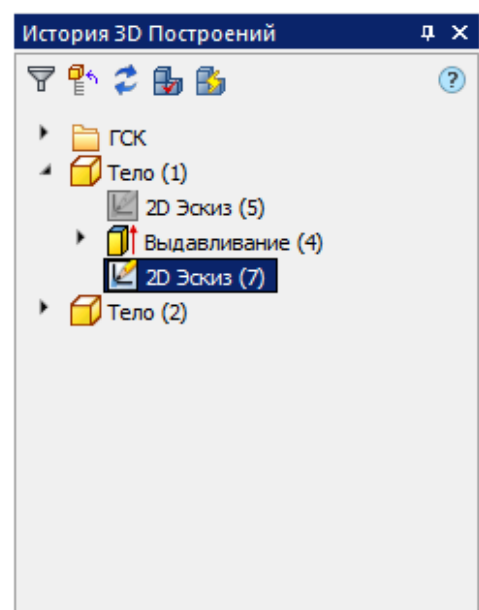 История 3D Построений
ГСК
Тело (1)
2D Эскиз (5)
Выдавливание (4)
2D Эскиз (7)
Тело (2)